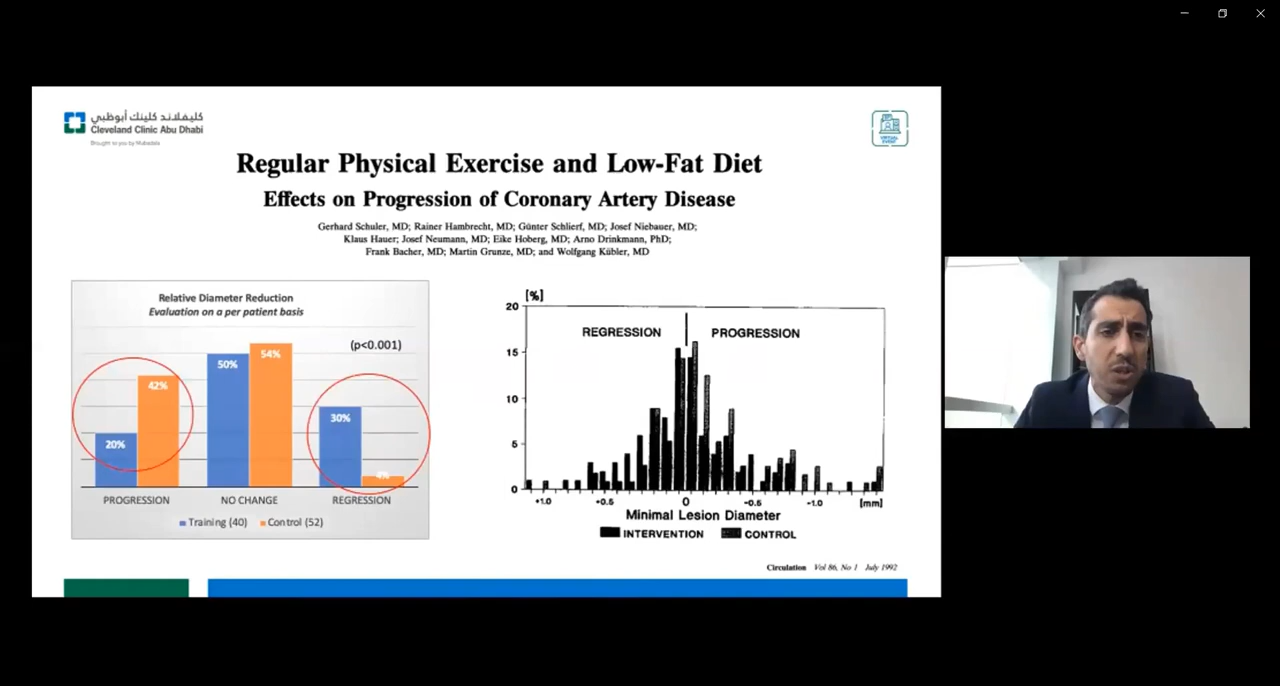 كليفلاند كلينك أبوظبي
Cleveland Clinic Abu Dhabi
Brought to you by Mubadala
VIRTUAL
Regular Physical Exercise and Low-Fat Diet
Effects on Progression of Coronary Artery Disease
Gerhard Schuler, MD; Rainer Hambrecht, MD; Günter Schlierf, MD; Josef Niebauer, MD;
Klaus Hauer; Josef Neumann, MD; Eike Hoberg, MD; Arno Drinkmann, PhD;
Frank Bacher, MD; Martin Grunze, MD; and Wolfgang Kübler, MD
Relative Diameter Reduction
Evaluation on a per patient basis
(p<0.001)
20%
42%
50%
54%
30%
4%
PROGRESSION NO CHANGE REGRESSION
Training (40) Control (52)
[%]
20
15
10
5
0
REGRESSION PROGRESSION
+1.0 +0.5 0 -0.5 -1.0 [mm]
Minimal Lesion Diameter
INTERVENTION CONTROL
Circulation Vol 86, No 1 July 1992